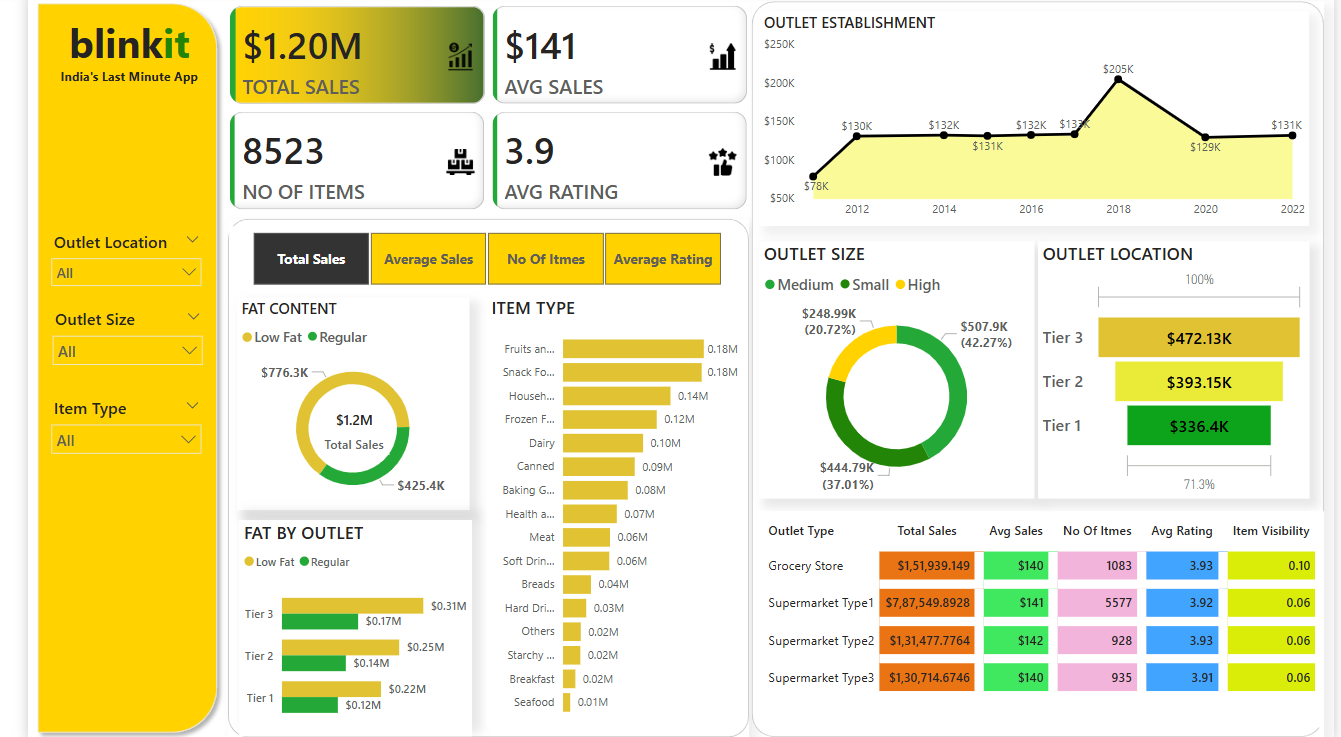 blinkit
India's Last Minute App
Outlet Location
All
Outlet Size
All
Item Type
All
$1.20M
TOTAL SALES
$141
AVG SALES
8523
NO OF ITEMS
3.9
AVG RATING
Total Sales
Average Sales
No Of Itmes
Average Rating
FAT CONTENT
Low Fat Regular
$776.3K
$1.2M
Total Sales
$425.4K
FAT BY OUTLET
Low Fat Regular
Tier 3 $0.31M
$0.17M
Tier 2 $0.25M
$0.14M
Tier 1 $0.22M
$0.12M
ITEM TYPE
Fruits an... 0.18M
Snack Fo... 0.18M
Househ... 0.14M
Frozen F... 0.12M
Dairy 0.10M
Canned 0.09M
Baking G... 0.08M
Health a... 0.07M
Meat 0.06M
Soft Drin... 0.06M
Breads 0.04M
Hard Dri... 0.03M
Others 0.02M
Starchy ... 0.02M
Breakfast 0.02M
Seafood 0.01M
OUTLET ESTABLISHMENT
$250K
$200K
$150K
$100K
$50K
$78K
$130K
$132K
$131K
$132K
$133K
$205K
$129K
$131K
2012 2014 2016 2018 2020 2022
OUTLET SIZE
Medium Small High
$248.99K
(20.72%)
$507.9K
(42.27%)
$444.79K
(37.01%)
OUTLET LOCATION
100%
Tier 3 $472.13K
Tier 2 $393.15K
Tier 1 $336.4K
71.3%
Outlet Type Total Sales Avg Sales No Of Itmes Avg Rating Item Visibility
Grocery Store $1,51,939.149 $140 1083 3.93 0.10
Supermarket Type1 $7,87,549.8928 $141 5577 3.92 0.06
Supermarket Type2 $1,31,477.7764 $142 928 3.93 0.06
Supermarket Type3 $1,30,714.6746 $140 935 3.91 0.06